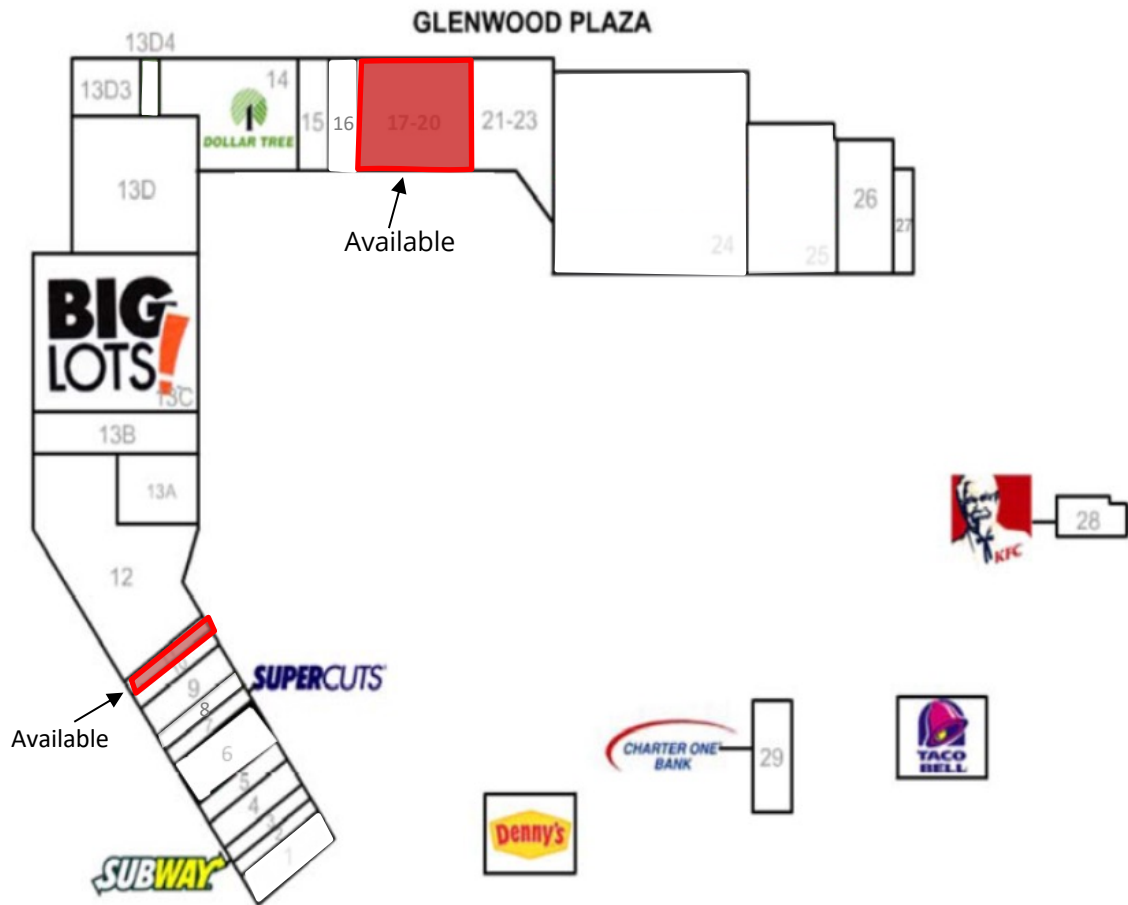 GLENWOOD PLAZA
13D4
13D3
14
DOLLAR TREE
15
16
17-20
21-23
Available
13D
24
25
26
27
BIG
LOTS!
13C
13B
13A
12
KFC
28
Available
9
8
7
6
5
4
3
2
1
SUPERCUTS
SUBWAY
CHARTER ONE
BANK
29
TACO
BELL
Denny's